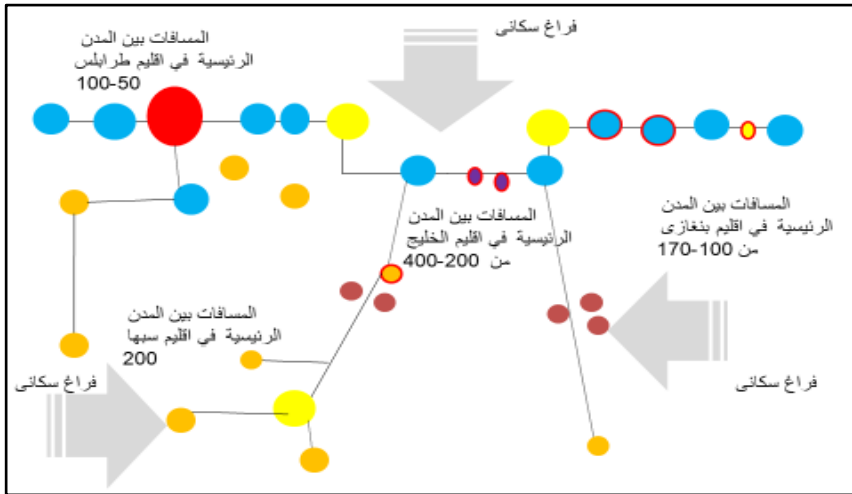 فراغ سكانى
المسافات بين المدن
الرئيسية في اقليم طرابلس
100-50
المسافات بين المدن
الرئيسية في اقليم بنغازى
من 100-170
المسافات بين المدن
الرئيسية في اقليم الخليج
من 200-400
المسافات بين المدن
الرئيسية في اقليم سبها
200
فراغ سكانى
فراغ سكانى